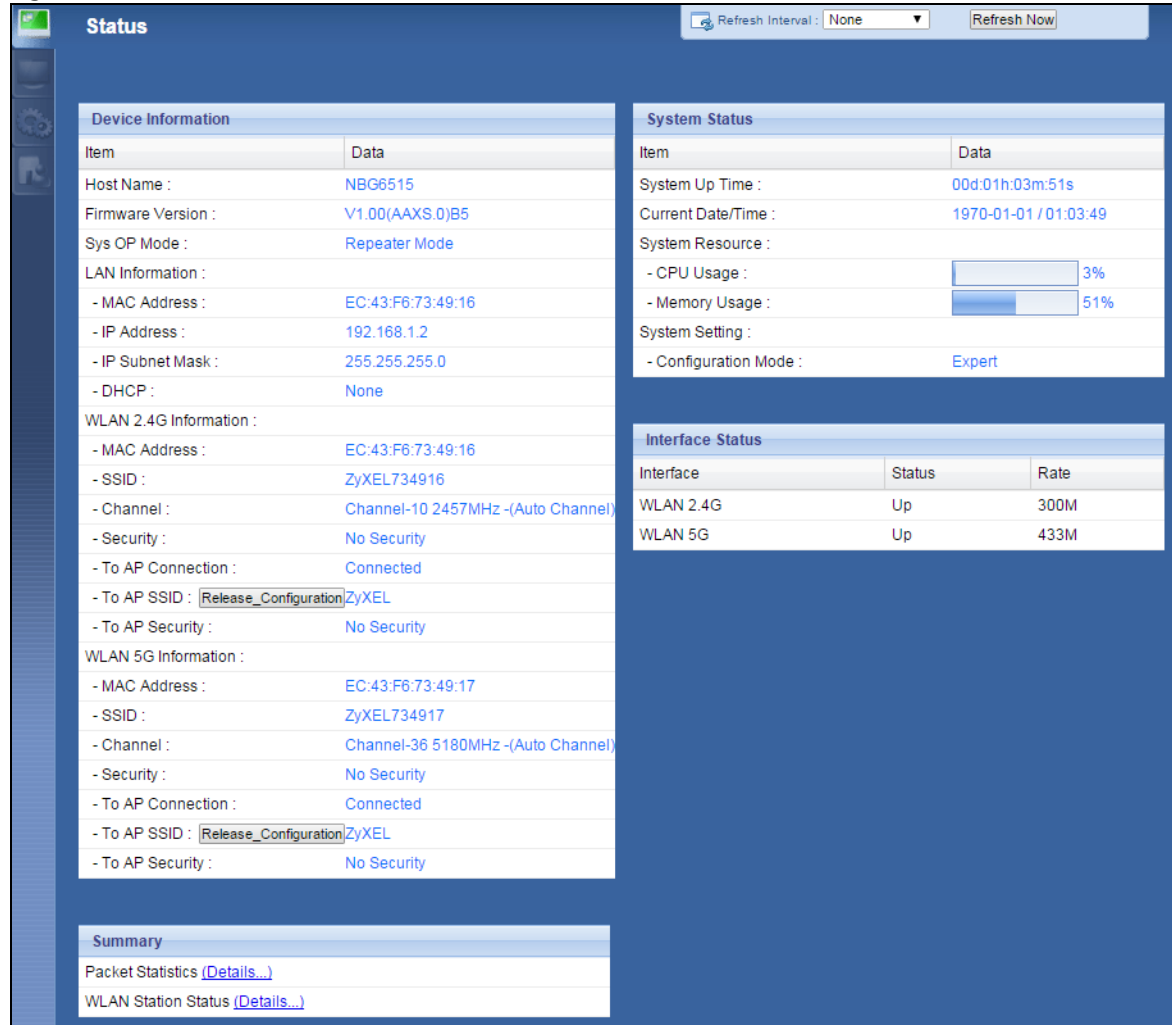 Status
Refresh Interval : None
Refresh Now
Device Information
Item Data
Host Name : NBG6515
Firmware Version : V1.00(AAXS.0)B5
Sys OP Mode : Repeater Mode
LAN Information :
- MAC Address : EC:43:F6:73:49:16
- IP Address : 192.168.1.2
- IP Subnet Mask : 255.255.255.0
- DHCP : None
WLAN 2.4G Information :
- MAC Address : EC:43:F6:73:49:16
- SSID : ZyXEL734916
- Channel : Channel-10 2457MHz -(Auto Channel)
- Security : No Security
- To AP Connection : Connected
- To AP SSID : Release_Configuration ZyXEL
- To AP Security : No Security
WLAN 5G Information :
- MAC Address : EC:43:F6:73:49:17
- SSID : ZyXEL734917
- Channel : Channel-36 5180MHz -(Auto Channel)
- Security : No Security
- To AP Connection : Connected
- To AP SSID : Release_Configuration ZyXEL
- To AP Security : No Security
Summary
Packet Statistics (Details...)
WLAN Station Status (Details...)
System Status
Item Data
System Up Time : 00d:01h:03m:51s
Current Date/Time : 1970-01-01 / 01:03:49
System Resource :
- CPU Usage : 3%
- Memory Usage : 51%
System Setting :
- Configuration Mode : Expert
Interface Status
Interface Status Rate
WLAN 2.4G Up 300M
WLAN 5G Up 433M